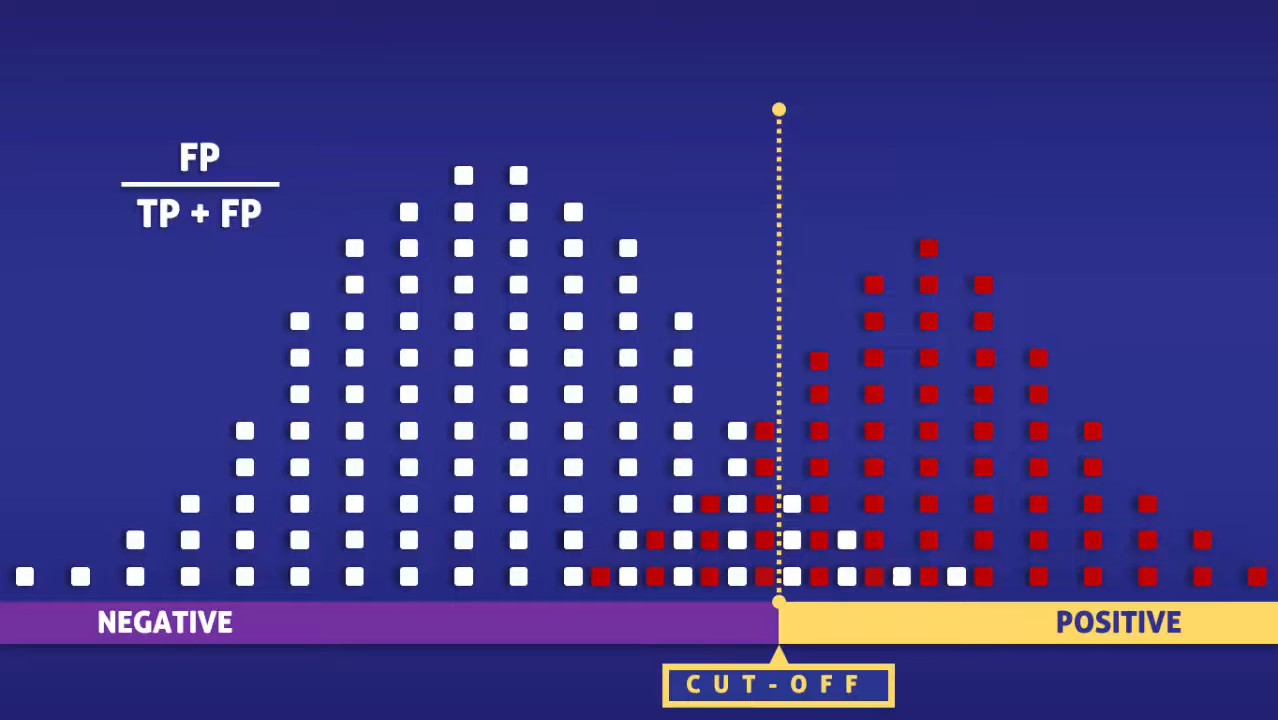 FP
TP + FP
NEGATIVE
POSITIVE
CUT-OFF